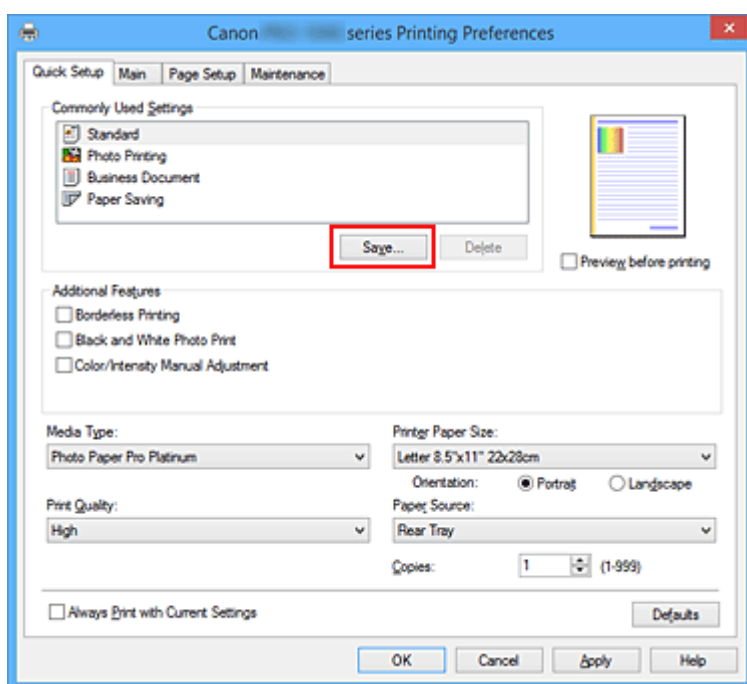 Canon series Printing Preferences
Quick Setup Main Page Setup Maintenance
Commonly Used Settings
Standard
Photo Printing
Business Document
Paper Saving
Save... Delete
Preview before printing
Additional Features
Borderless Printing
Black and White Photo Print
Color/Intensity Manual Adjustment
Media Type: Printer Paper Size:
Photo Paper Pro Platinum Letter 8.5"x11" 22x28cm
Orientation: Portrait Landscape
Print Quality: Paper Source:
High Rear Tray
Copies: 1 (1-999)
Always Print with Current Settings Defaults
OK Cancel Apply Help